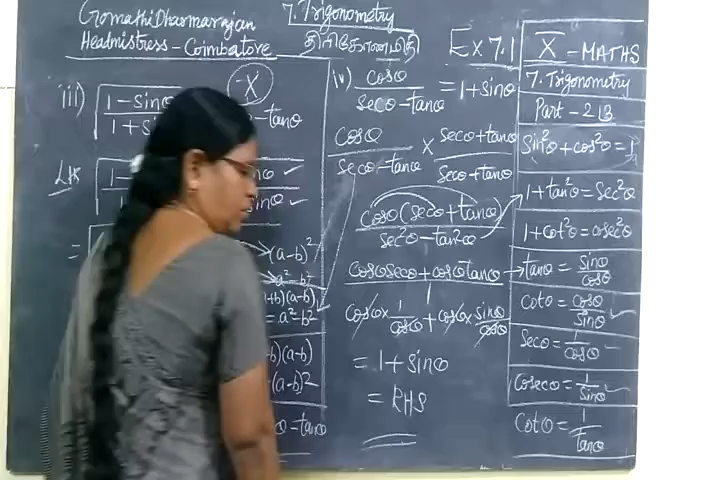 Gomathi Dharmarajan
Headmistress - Coimbatore
7. Trigonometry
திரிகோணமிதி
Ex 7.1
X - MATHS
7. Trigonometry
Part - 2 B
sin²θ + cos²θ = 1
1 + tan²θ = sec²θ
1 + cot²θ = cosec²θ
tanθ = sinθ/cosθ
cotθ = cosθ/sinθ
secθ = 1/cosθ
cosecθ = 1/sinθ
cotθ = 1/tanθ
iii)
1 - sinθ
- tanθ
LHS
(a-b)²
a² - b²
+b)(a-b)
= a² - b²
-b)(a-b)
(a-b)²
- tanθ
iv) cosθ/secθ - tanθ = 1 + sinθ
cosθ/secθ - tanθ × secθ + tanθ/secθ + tanθ
cosθ(secθ + tanθ)/sec²θ - tan²θ
cosθ secθ + cosθ tanθ/1
cosθ × 1/cosθ + cosθ × sinθ/cosθ
= 1 + sinθ
= RHS